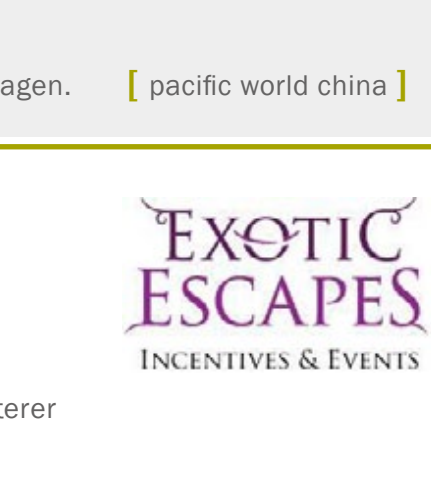 agen. [ pacific world china ]
EXOTIC
ESCAPES
INCENTIVES & EVENTS
terer